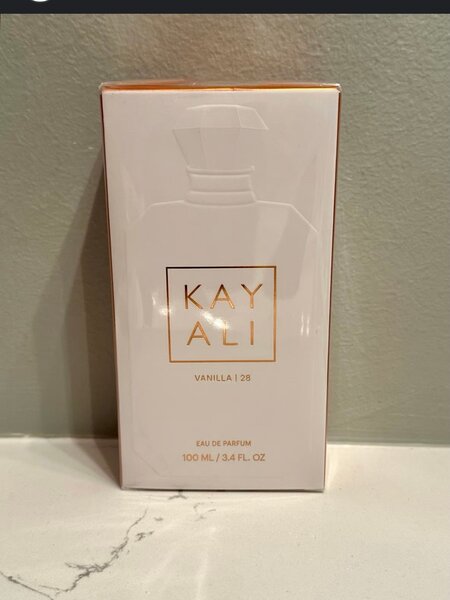 KAY
ALI
VANILLA | 28
EAU DE PARFUM
100 ML / 3.4 FL. OZ